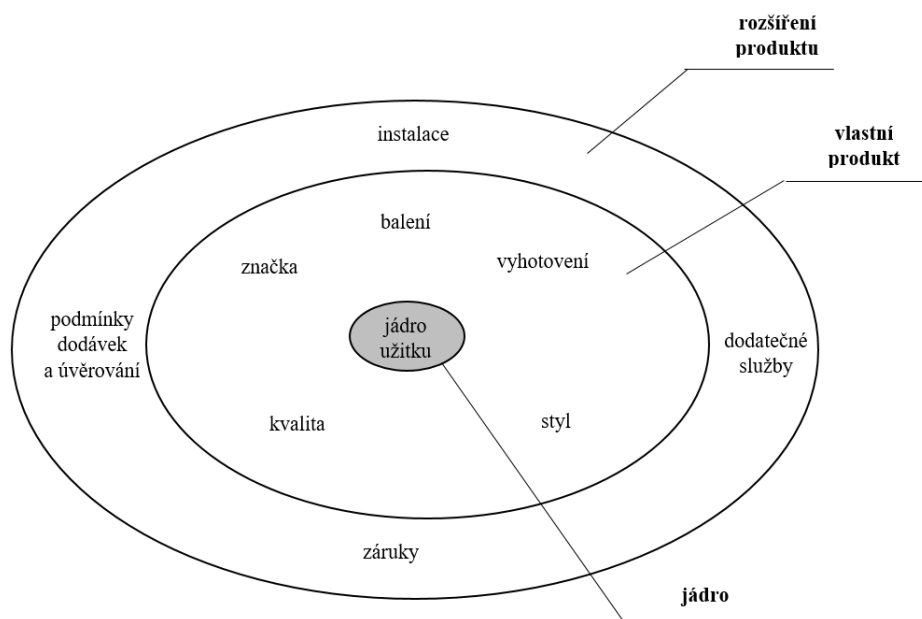 rozšíření
produktu
instalace
vlastní
produkt
balení
vyhotovení
značka
jádro
užitku
podmínky
dodávek
a úvěrování
dodatečné
služby
kvalita
styl
záruky
jádro